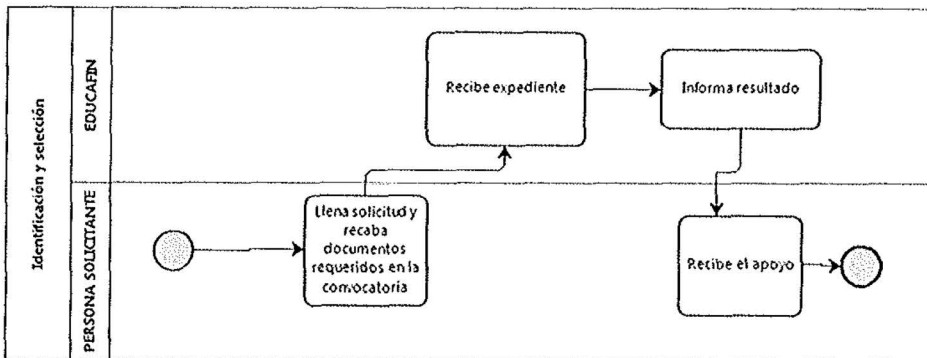 Identificación y selección
EDUCAFIN
Recibe expediente
Informa resultado
PERSONA SOLICITANTE
Llena solicitud y
recaba
documentos
requeridos en la
convocatoria
Recibe el apoyo